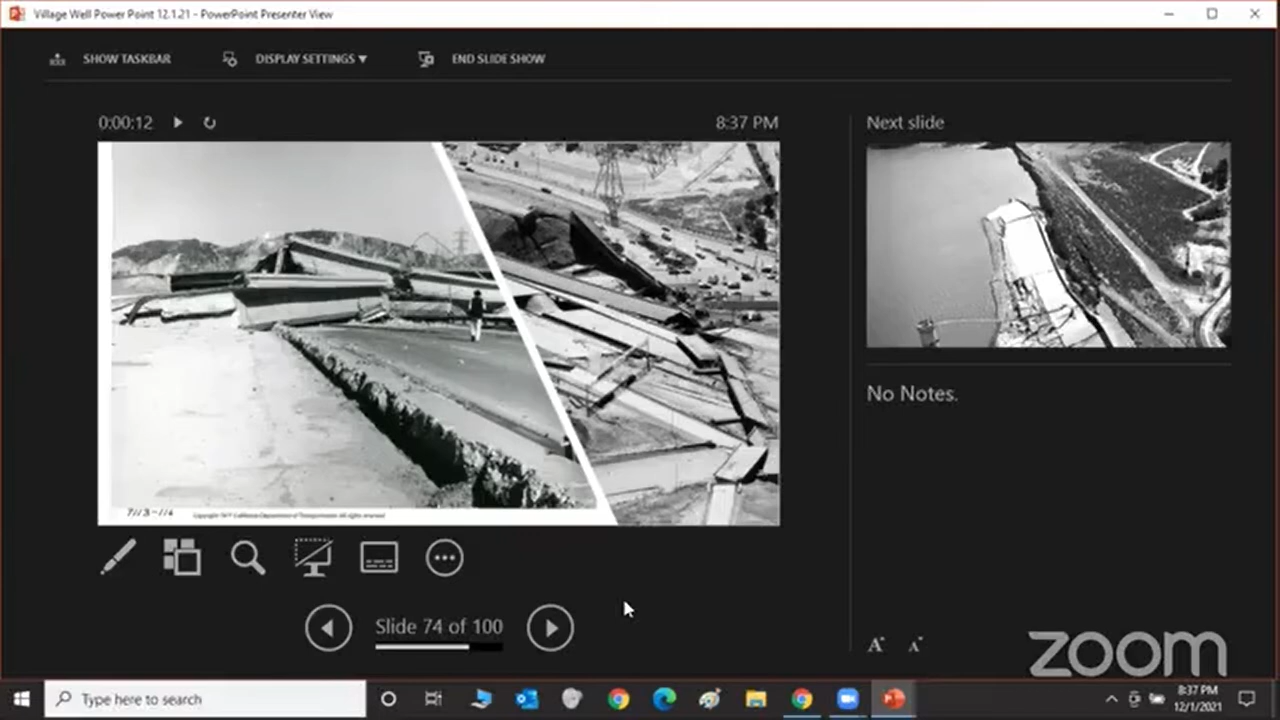 Village Well Power Point 12.1.21 - PowerPoint Presenter View
SHOW TASKBAR
DISPLAY SETTINGS ▼
END SLIDE SHOW
0:00:12
8:37 PM
Next slide
No Notes.
Slide 74 of 100
zoom
Type here to search
8:37 PM
12/1/2021